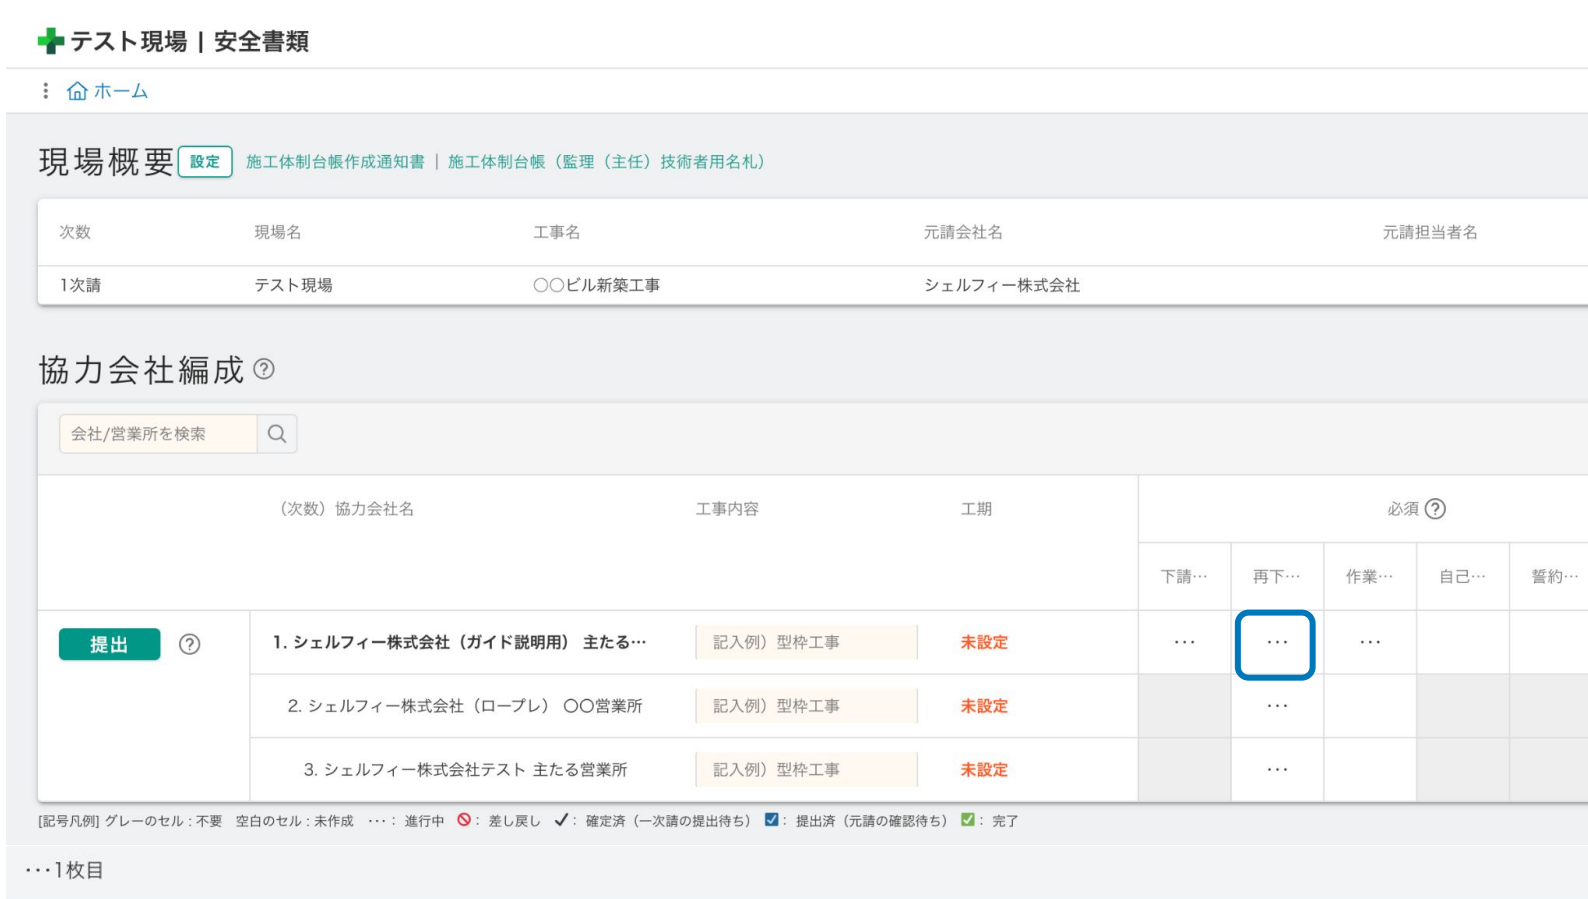 テスト現場 | 安全書類
ホーム
現場概要 設定 施工体制台帳作成通知書 | 施工体制台帳（監理（主任）技術者用名札）
次数 現場名 工事名 元請会社名 元請担当者名
1次請 テスト現場 〇〇ビル新築工事 シェルフィー株式会社
協力会社編成 ?
会社/営業所を検索
（次数）協力会社名 工事内容 工期 必須 ?
下請… 再下… 作業… 自己… 誓約…
提出 ? 1. シェルフィー株式会社（ガイド説明用） 主たる… 記入例）型枠工事 未設定 … … …
2. シェルフィー株式会社（ロープレ） 〇〇営業所 記入例）型枠工事 未設定 …
3. シェルフィー株式会社テスト 主たる営業所 記入例）型枠工事 未設定 …
[記号凡例] グレーのセル : 不要 空白のセル : 未作成 … : 進行中 🚫 : 差し戻し ✓ : 確定済（一次請の提出待ち） ☑ : 提出済（元請の確認待ち） ✅ : 完了
…1枚目